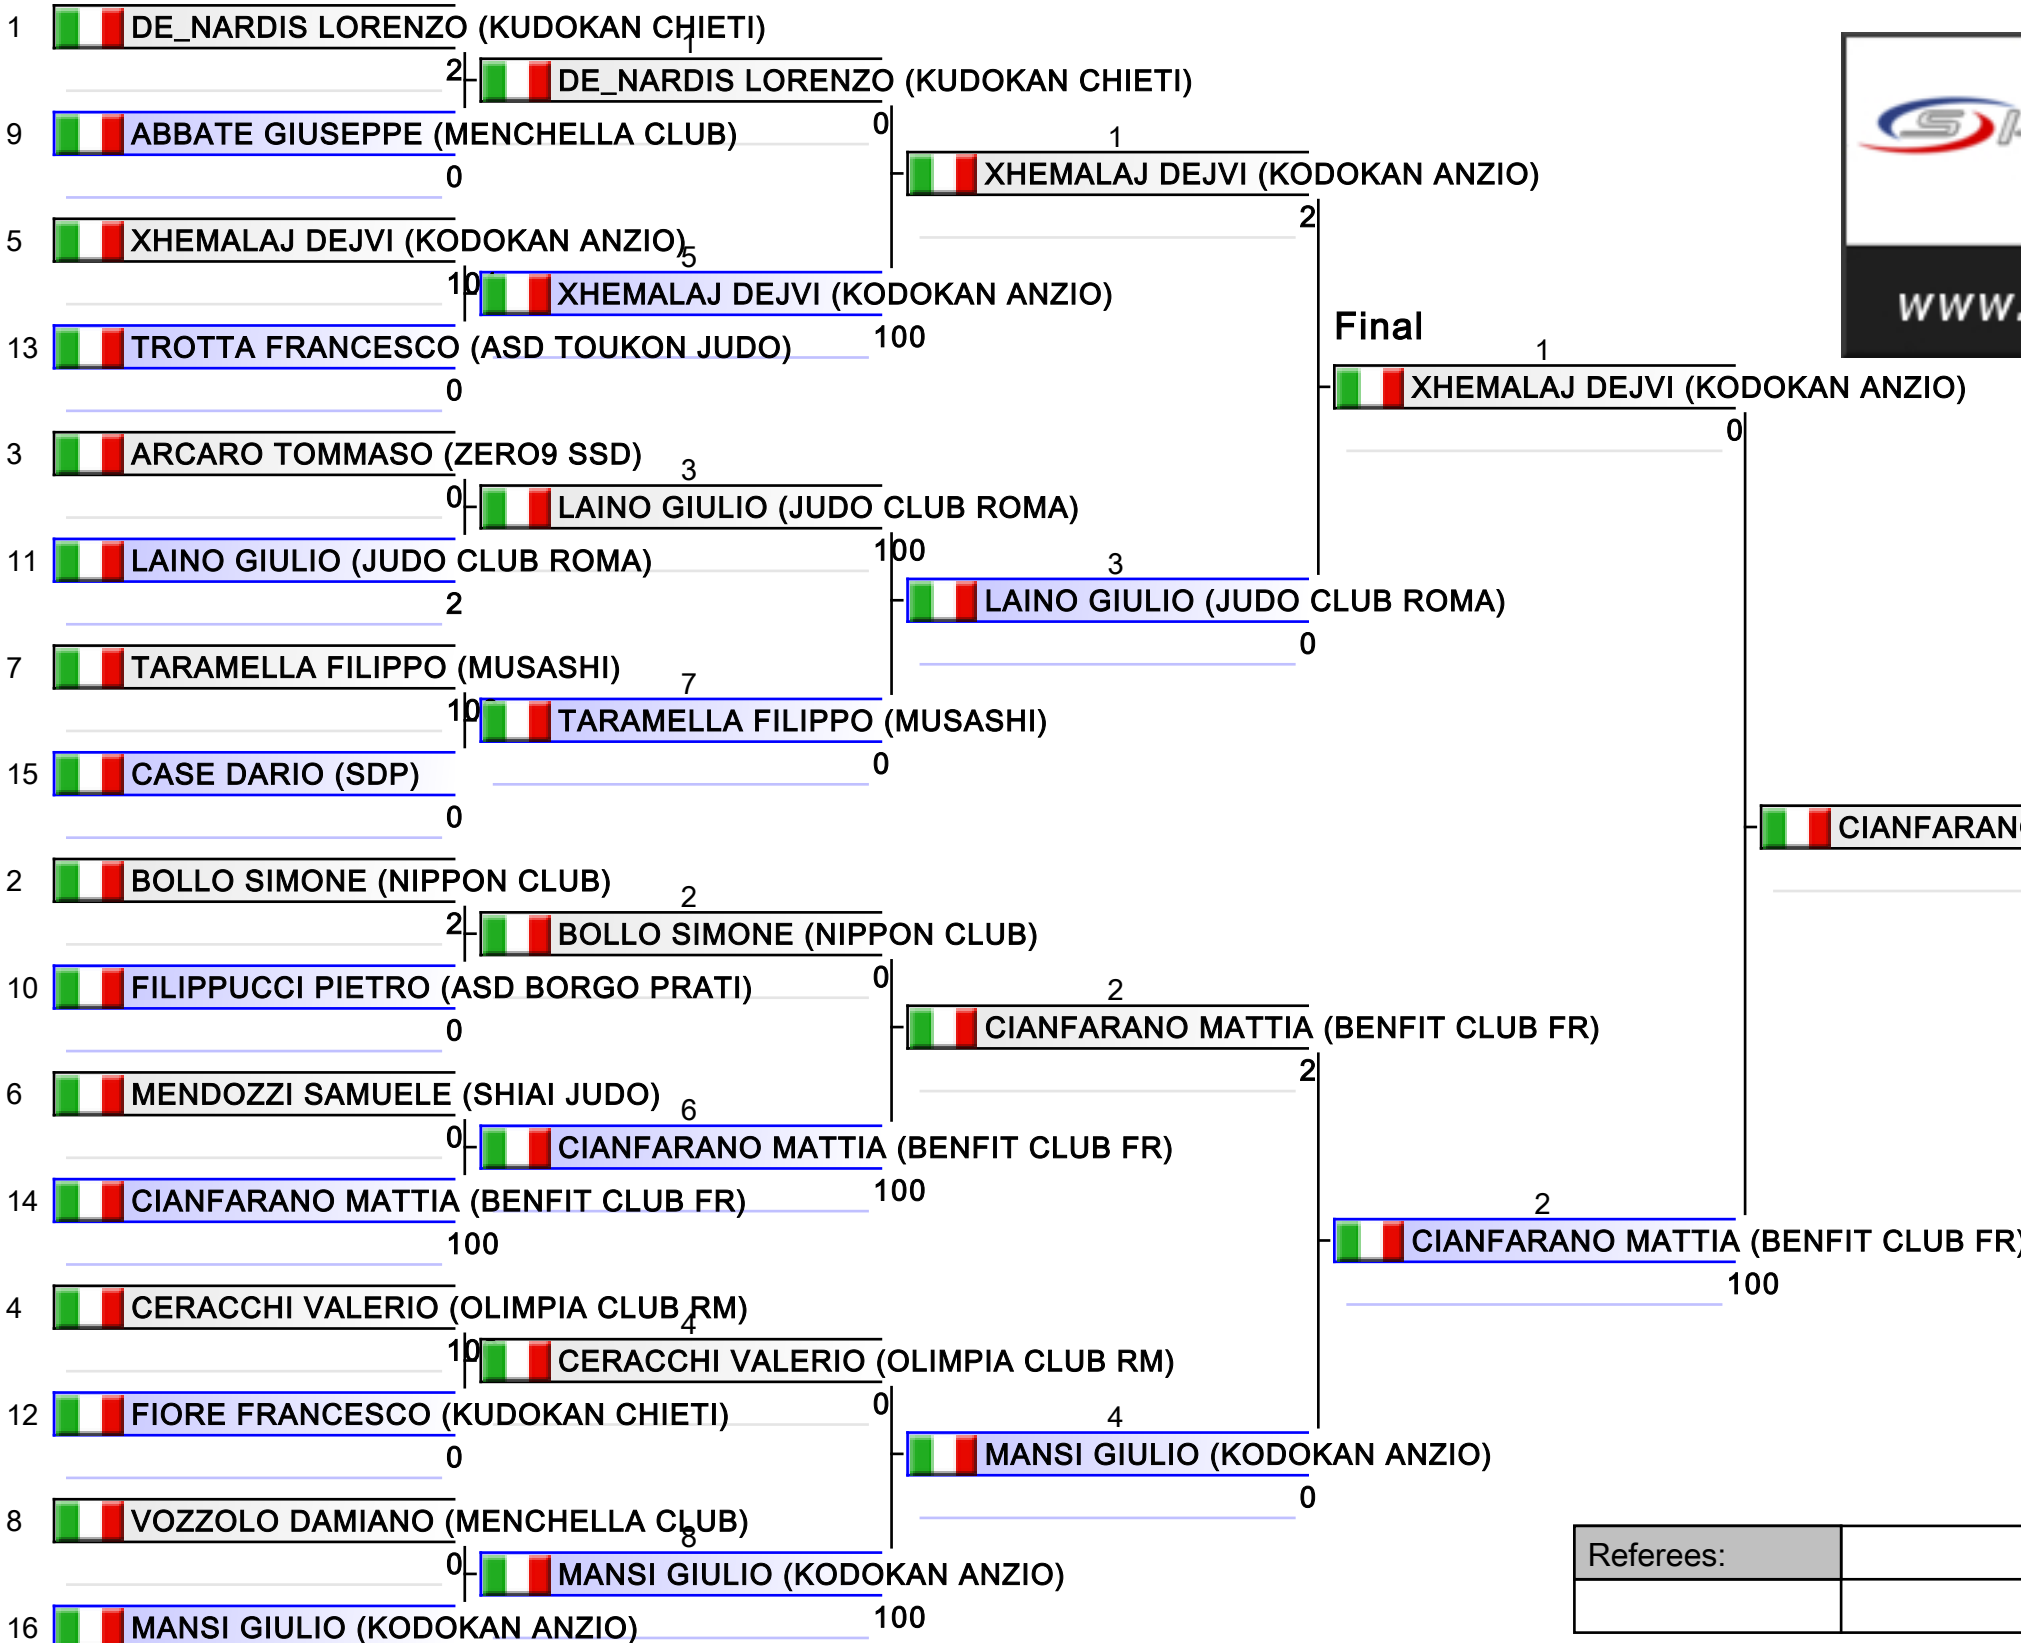 1 DE_NARDIS LORENZO (KUDOKAN CHIETI)
2
9 ABBATE GIUSEPPE (MENCHELLA CLUB)
0
5 XHEMALAJ DEJVI (KODOKAN ANZIO)
13 TROTTA FRANCESCO (ASD TOUKON JUDO)
0
3 ARCARO TOMMASO (ZERO9 SSD)
0
11 LAINO GIULIO (JUDO CLUB ROMA)
2
7 TARAMELLA FILIPPO (MUSASHI)
15 CASE DARIO (SDP)
0
2 BOLLO SIMONE (NIPPON CLUB)
2
10 FILIPPUCCI PIETRO (ASD BORGO PRATI)
0
6 MENDOZZI SAMUELE (SHIAI JUDO)
0
14 CIANFARANO MATTIA (BENFIT CLUB FR)
100
4 CERACCHI VALERIO (OLIMPIA CLUB RM)
12 FIORE FRANCESCO (KUDOKAN CHIETI)
0
8 VOZZOLO DAMIANO (MENCHELLA CLUB)
0
16 MANSI GIULIO (KODOKAN ANZIO)
1
DE_NARDIS LORENZO (KUDOKAN CHIETI)
0
5
XHEMALAJ DEJVI (KODOKAN ANZIO)
100
3
LAINO GIULIO (JUDO CLUB ROMA)
100
7
TARAMELLA FILIPPO (MUSASHI)
0
2
BOLLO SIMONE (NIPPON CLUB)
0
6
CIANFARANO MATTIA (BENFIT CLUB FR)
100
4
CERACCHI VALERIO (OLIMPIA CLUB RM)
0
8
MANSI GIULIO (KODOKAN ANZIO)
100
1
XHEMALAJ DEJVI (KODOKAN ANZIO)
2
3
LAINO GIULIO (JUDO CLUB ROMA)
0
2
CIANFARANO MATTIA (BENFIT CLUB FR)
2
4
MANSI GIULIO (KODOKAN ANZIO)
0
Final
1
XHEMALAJ DEJVI (KODOKAN ANZIO)
0
2
CIANFARANO MATTIA (BENFIT CLUB FR)
100
CIANFARAN
www.
Referees: